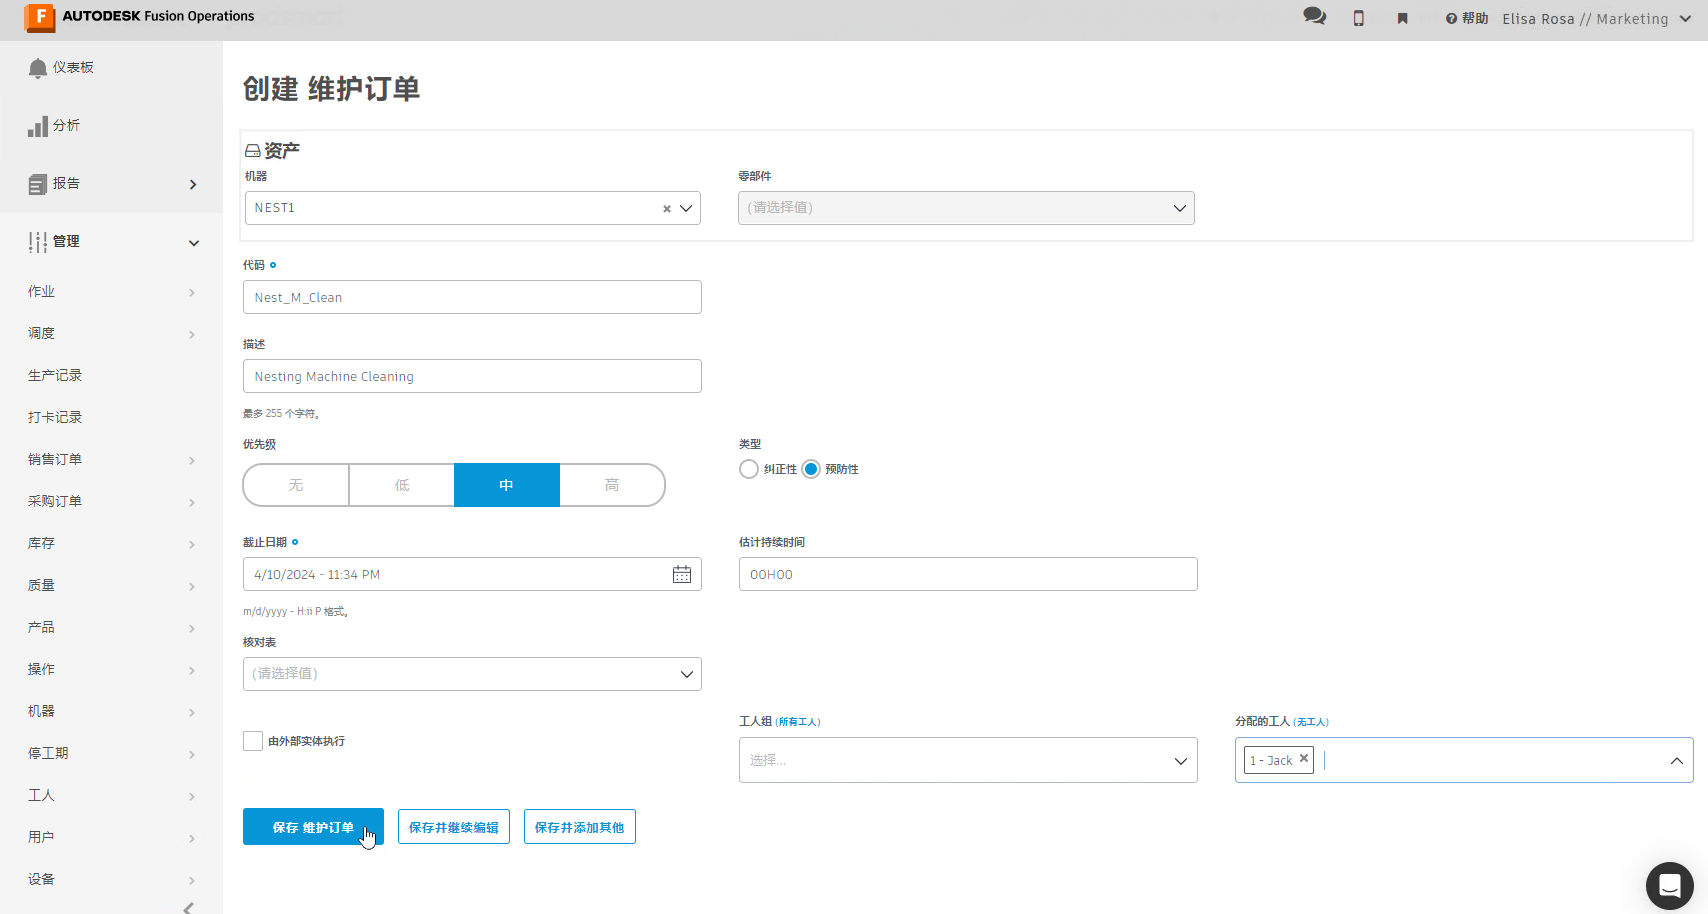 AUTODESK Fusion Operations
帮助
Elisa Rosa // Marketing
仪表板
分析
报告
管理
作业
调度
生产记录
打卡记录
销售订单
采购订单
库存
质量
产品
操作
机器
停工期
工人
用户
设备
创建 维护订单
资产
机器
零部件
NEST1
(请选择值)
代码
Nest_M_Clean
描述
Nesting Machine Cleaning
最多 255 个字符。
优先级
类型
无
低
中
高
纠正性
预防性
截止日期
估计持续时间
4/10/2024 - 11:34 PM
00H00
m/d/yyyy - H:ii P 格式。
核对表
(请选择值)
由外部实体执行
工人组 (所有工人)
分配的工人 (无工人)
选择...
1 - Jack
保存 维护订单
保存并继续编辑
保存并添加其他